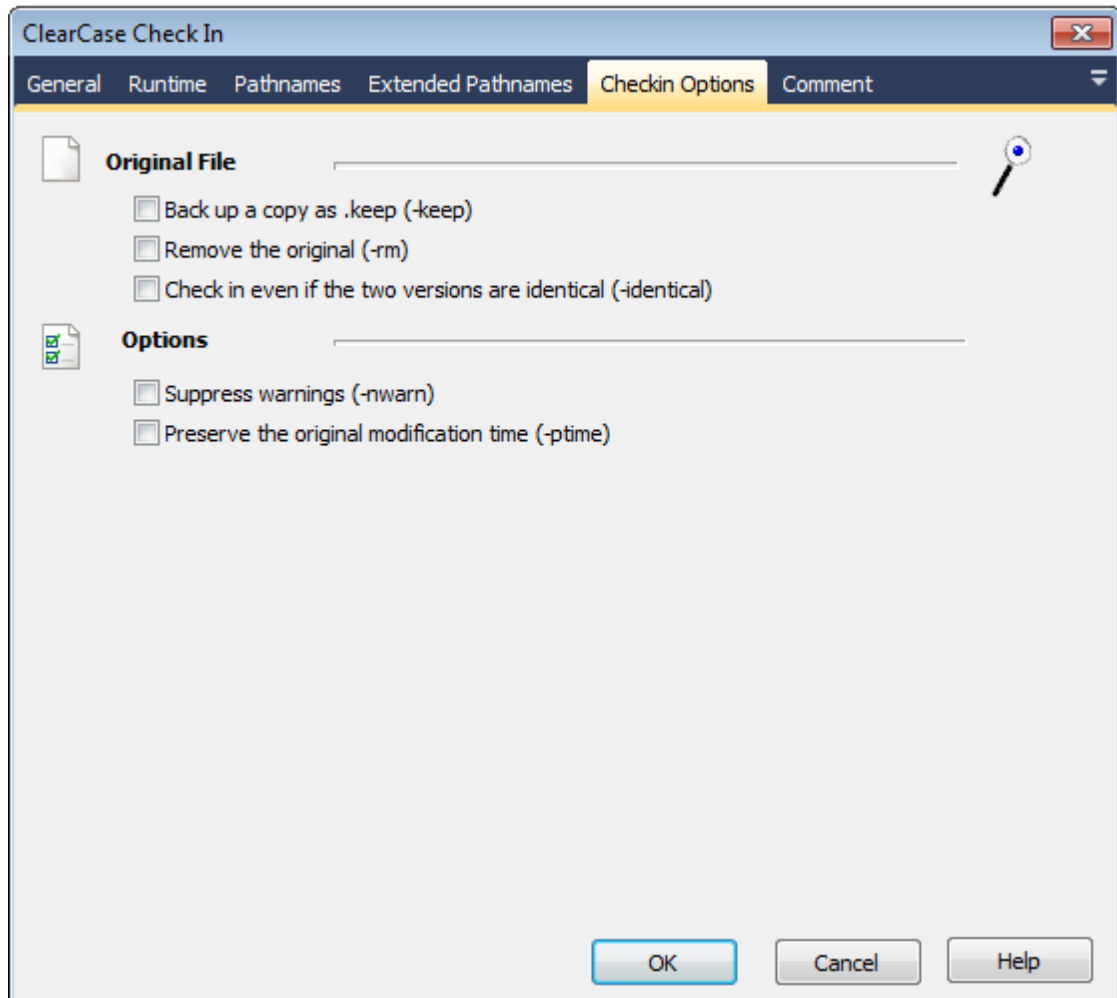 ClearCase Check In
General Runtime Pathnames Extended Pathnames Checkin Options Comment
Original File
Back up a copy as .keep (-keep)
Remove the original (-rm)
Check in even if the two versions are identical (-identical)
Options
Suppress warnings (-nwarn)
Preserve the original modification time (-ptime)
OK Cancel Help